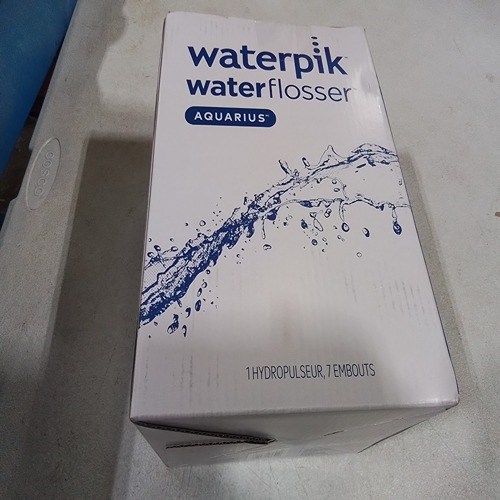 waterpik
waterflosser
AQUARIUS™
1 HYDROPULSEUR, 7 EMBOUTS